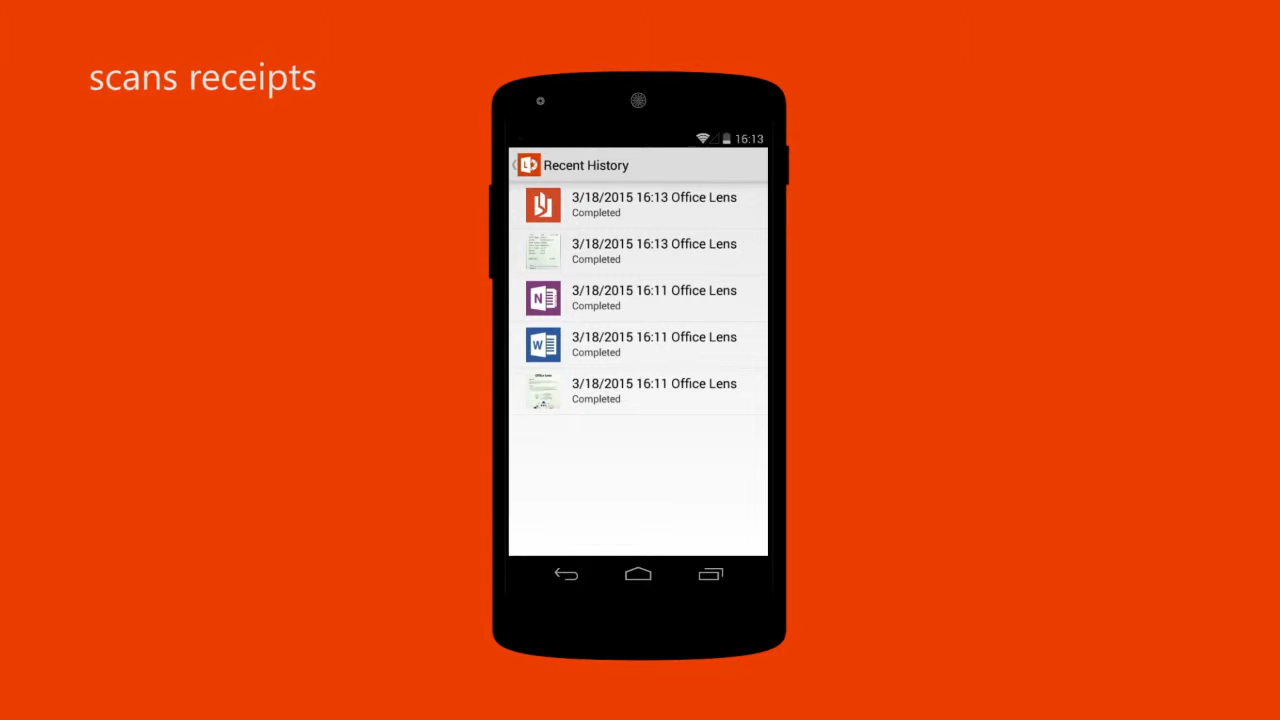 scans receipts
16:13
Recent History
3/18/2015 16:13 Office Lens
Completed
3/18/2015 16:13 Office Lens
Completed
N
3/18/2015 16:11 Office Lens
Completed
W
3/18/2015 16:11 Office Lens
Completed
Office Lens
3/18/2015 16:11 Office Lens
Completed